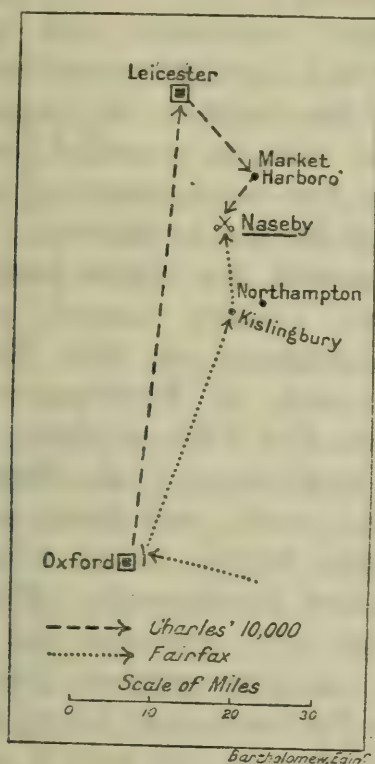 Leicester
Market
Harboro'
Naseby
Northampton
Kislingbury
Oxford
Charles' 10,000
Fairfax
Scale of Miles
0 10 20 30
Bartholomew, Edinr